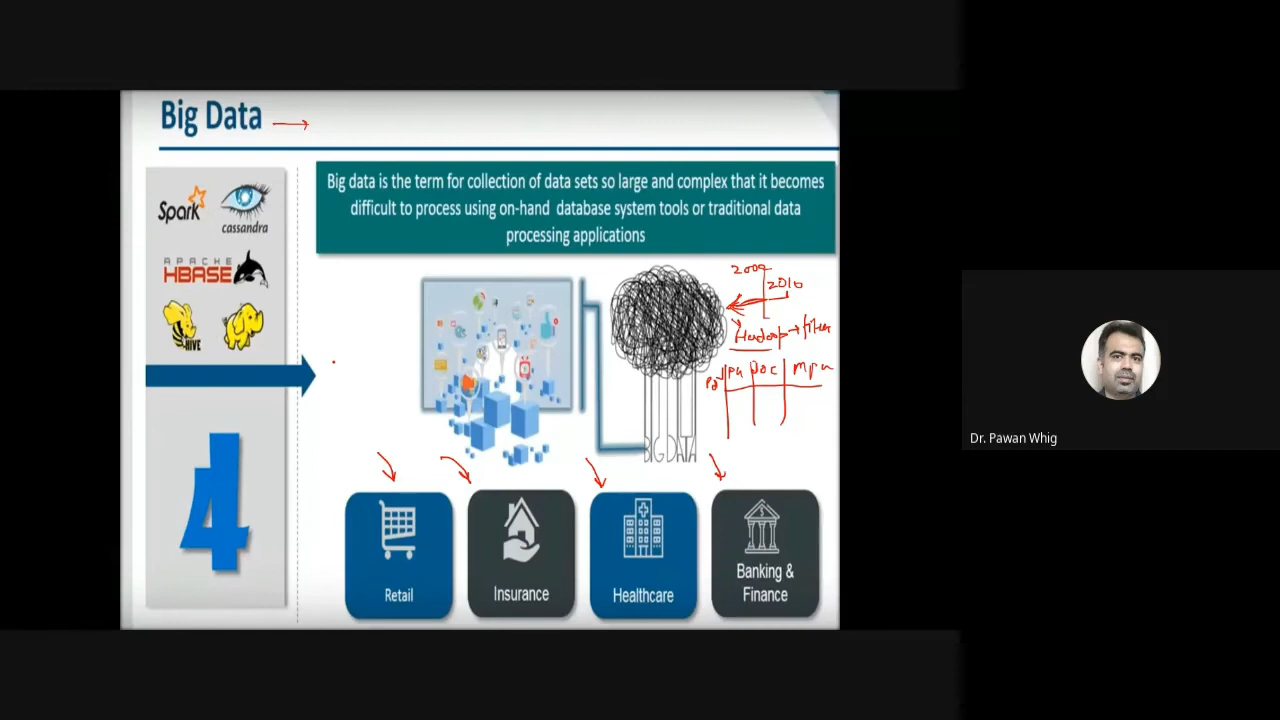 Big Data
Spark
cassandra
APACHE
HBASE
HIVE
4
Big data is the term for collection of data sets so large and complex that it becomes
difficult to process using on-hand database system tools or traditional data
processing applications
2000
2010
Hadoop
BIG DATA
Retail
Insurance
Healthcare
Banking &
Finance
Dr. Pawan Whig